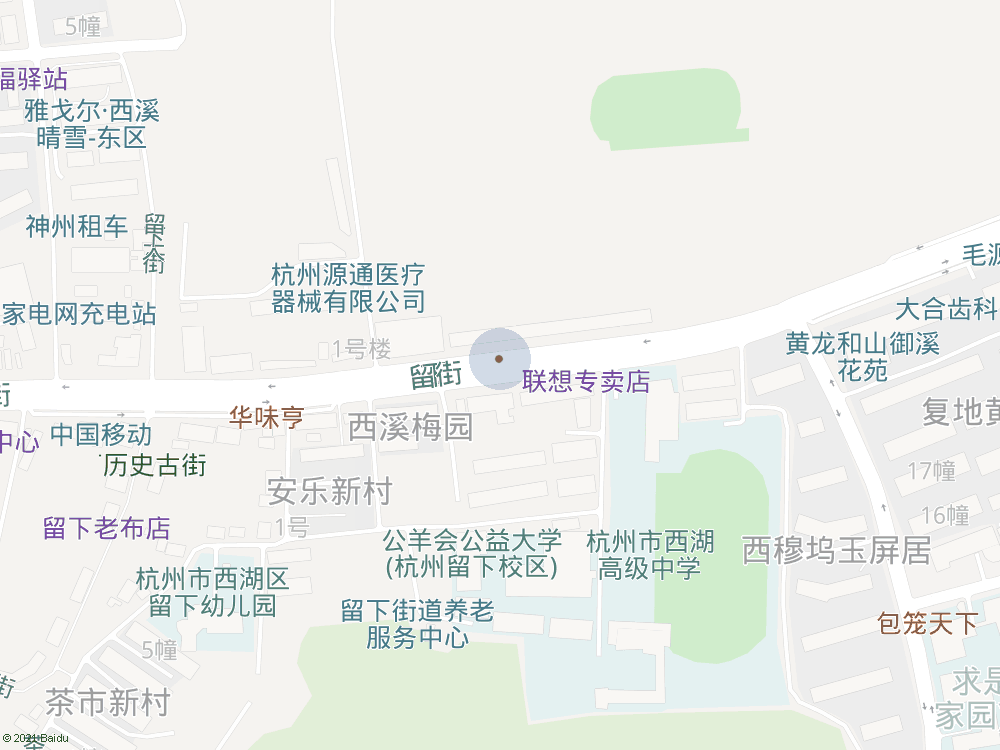 5幢
福驿站
雅戈尔·西溪
晴雪-东区
神州租车
留下街
杭州源通医疗
器械有限公司
毛源
家电网充电站
大合齿科
1号楼
黄龙和山御溪
花苑
留街
联想专卖店
街
华味亨
西溪梅园
复地黄
中心
中国移动
历史古街
17幢
安乐新村
16幢
1号
留下老布店
公羊会公益大学
(杭州留下校区)
杭州市西湖
高级中学
西穆坞玉屏居
杭州市西湖区
留下幼儿园
留下街道养老
服务中心
包笼天下
5幢
求是
家园
街
茶市新村
© 2021 Baidu
茶